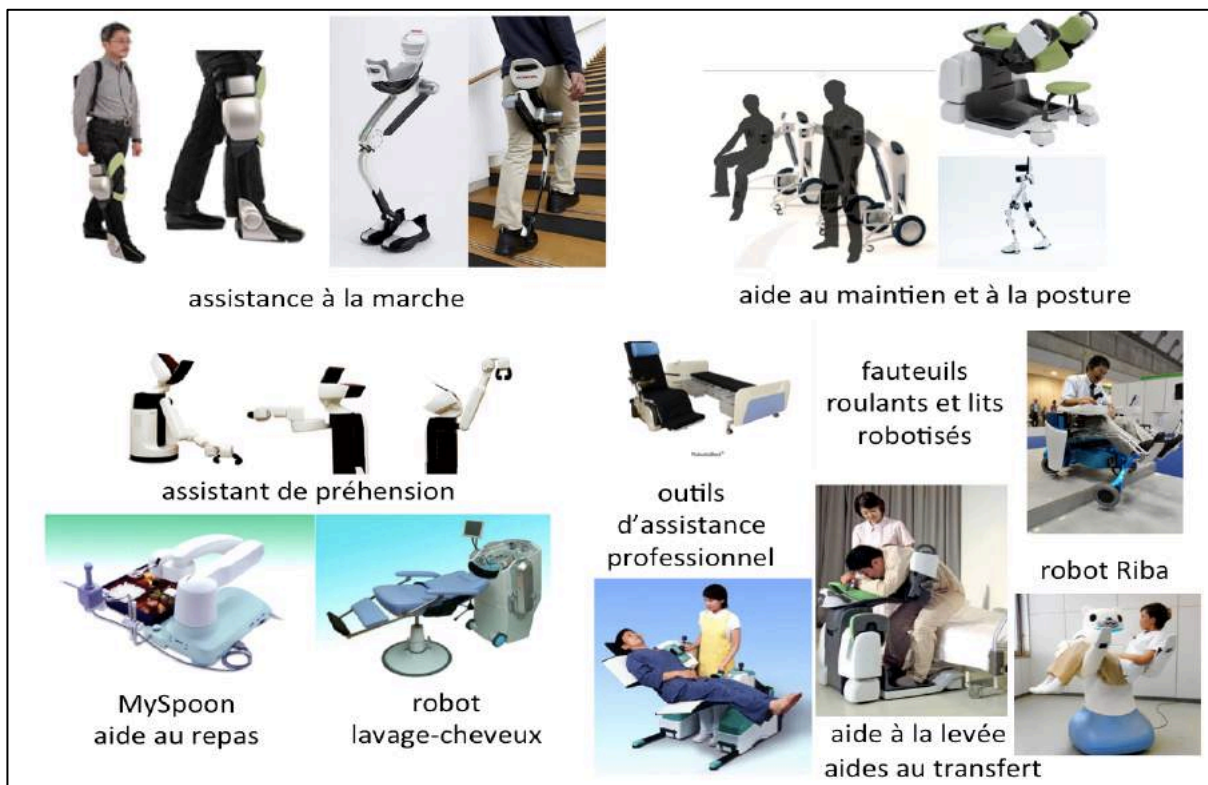 assistance à la marche
aide au maintien et à la posture
assistant de préhension
fauteuils
roulants et lits
robotisés
outils
d'assistance
professionnel
robot Riba
MySpoon
aide au repas
robot
lavage-cheveux
aide à la levée
aides au transfert